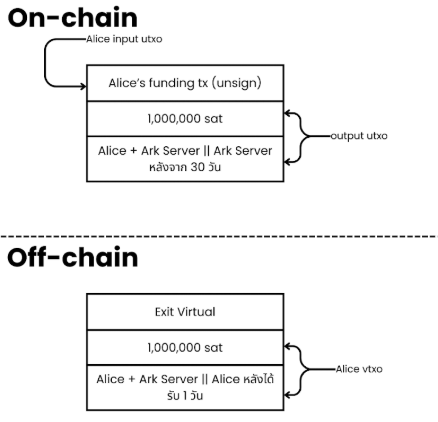 On-chain
Alice input utxo
Alice's funding tx (unsign)
1,000,000 sat
output utxo
Alice + Ark Server || Ark Server
หลังจาก 30 วัน
Off-chain
Exit Virtual
1,000,000 sat
Alice vtxo
Alice + Ark Server || Alice หลังได้
รับ 1 วัน